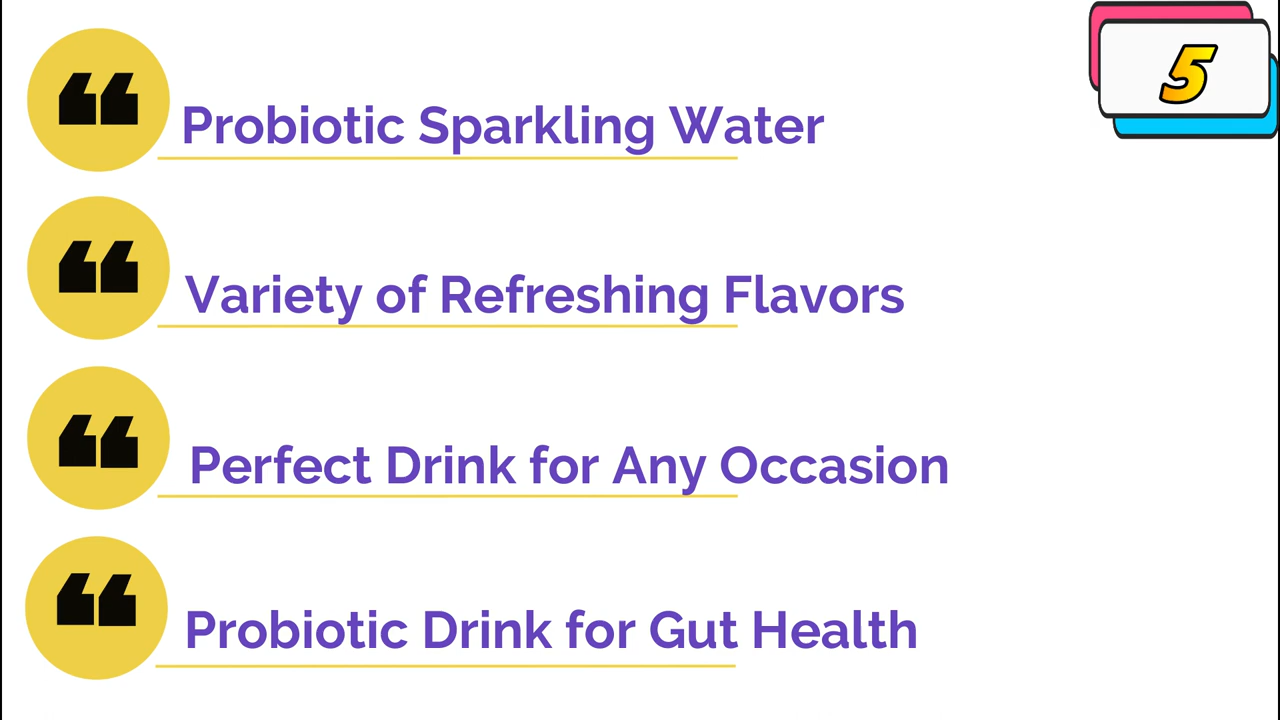 5
❝ Probiotic Sparkling Water
❝ Variety of Refreshing Flavors
❝ Perfect Drink for Any Occasion
❝ Probiotic Drink for Gut Health